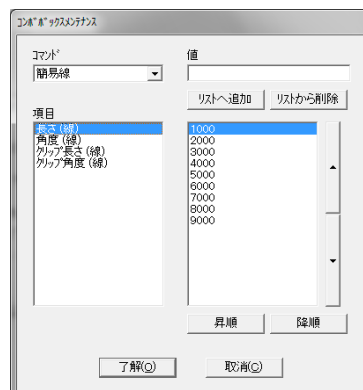 コンボボックスメンテナンス
コマンド
簡易線
値
リストへ追加
リストから削除
項目
長さ(線)
角度(線)
クリップ長さ(線)
クリップ角度(線)
1000
2000
3000
4000
5000
6000
7000
8000
9000
昇順
降順
了解(O)
取消(C)